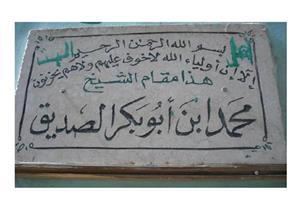 بسم الله الرحمن الرحيم
ألا إن أولياء الله لا خوف عليهم ولا هم يحزنون
هذا مقام الشيخ
محمد ابن أبو بكر الصديق